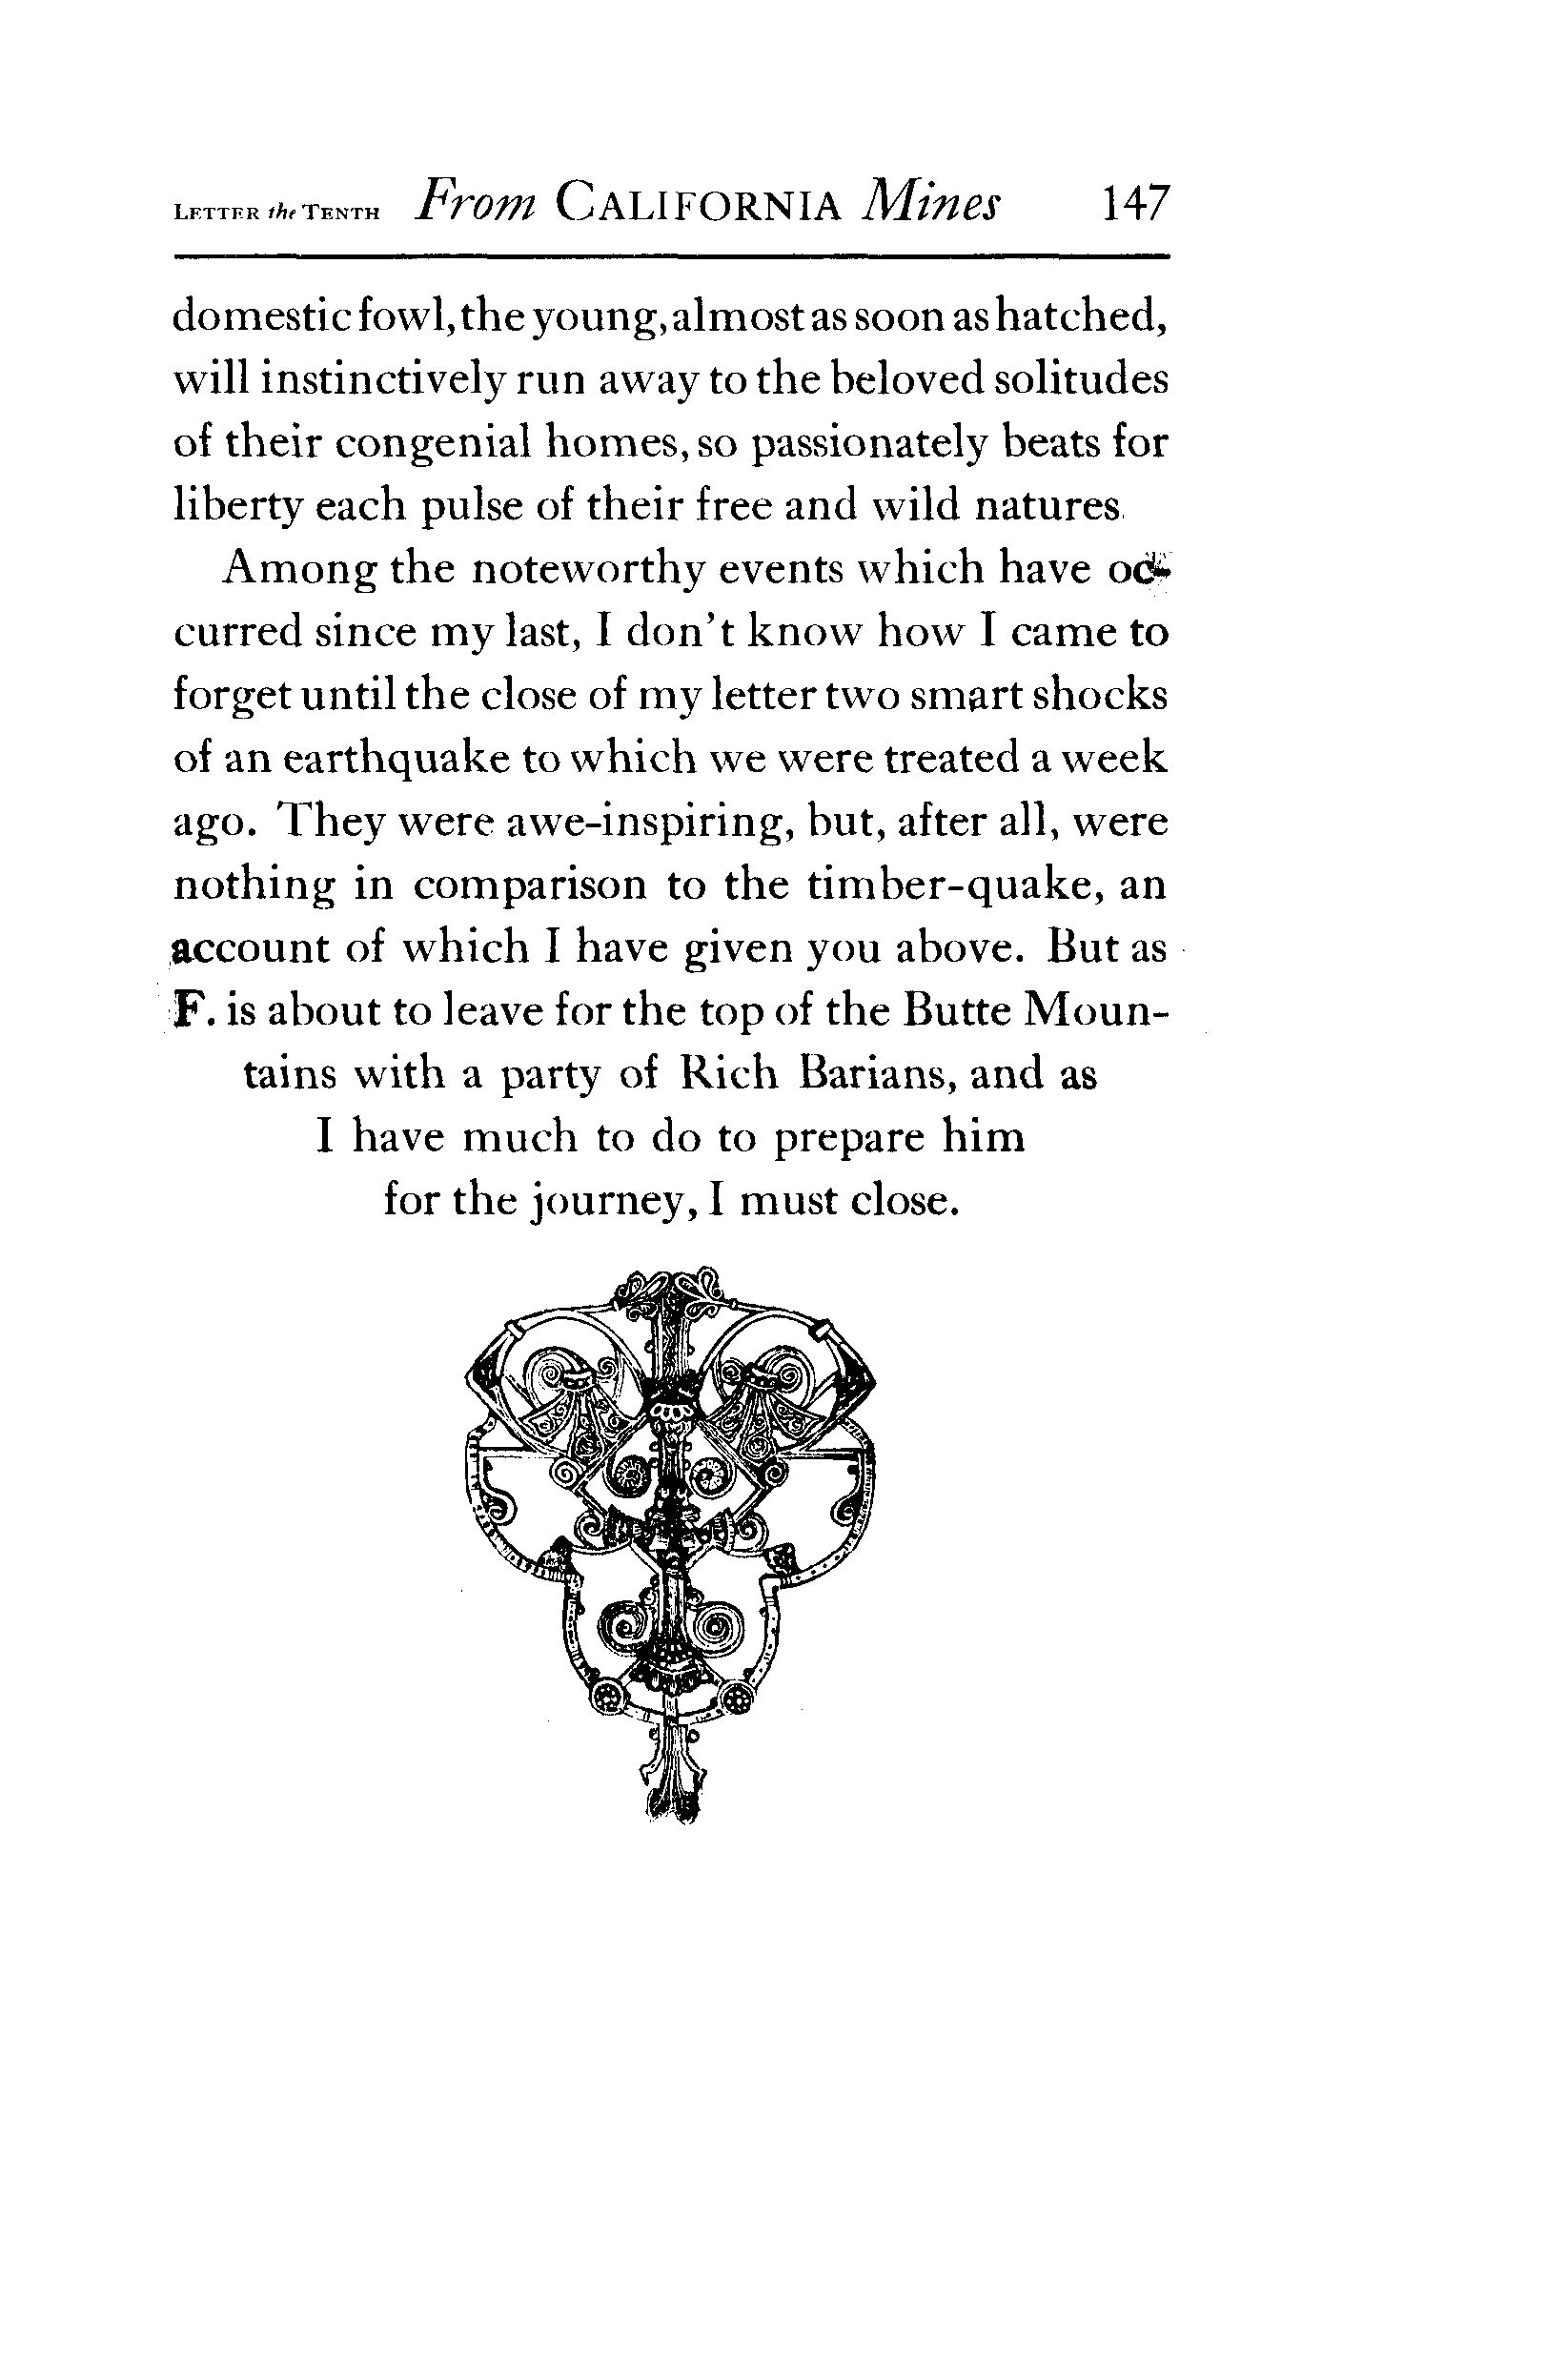 LETTER the TENTH From CALIFORNIA Mines 147
domestic fowl, the young, almost as soon as hatched,
will instinctively run away to the beloved solitudes
of their congenial homes, so passionately beats for
liberty each pulse of their free and wild natures.
Among the noteworthy events which have oc-
curred since my last, I don't know how I came to
forget until the close of my letter two smart shocks
of an earthquake to which we were treated a week
ago. They were awe-inspiring, but, after all, were
nothing in comparison to the timber-quake, an
account of which I have given you above. But as
F. is about to leave for the top of the Butte Moun-
tains with a party of Rich Barians, and as
I have much to do to prepare him
for the journey, I must close.